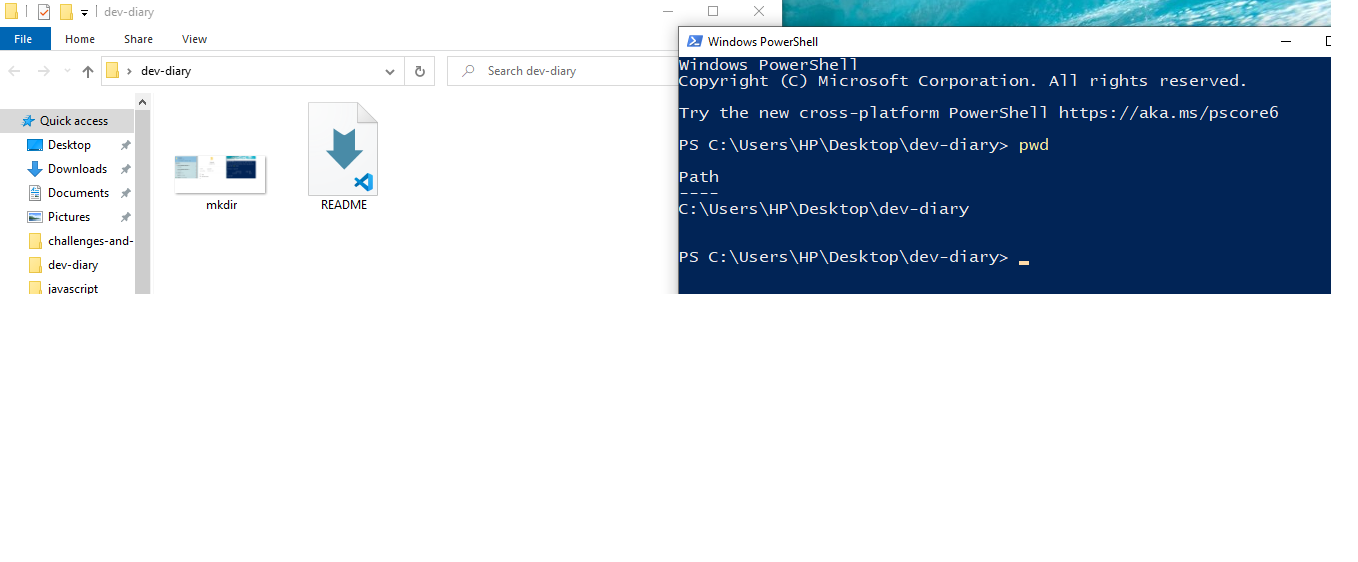 dev-diary
File Home Share View
dev-diary
Search dev-diary
Quick access
Desktop
Downloads
Documents
Pictures
challenges-and-
dev-diary
javascript
mkdir
README
Windows PowerShell
Windows PowerShell
Copyright (C) Microsoft Corporation. All rights reserved.
Try the new cross-platform PowerShell https://aka.ms/pscore6
PS C:\Users\HP\Desktop\dev-diary> pwd
Path
----
C:\Users\HP\Desktop\dev-diary
PS C:\Users\HP\Desktop\dev-diary>